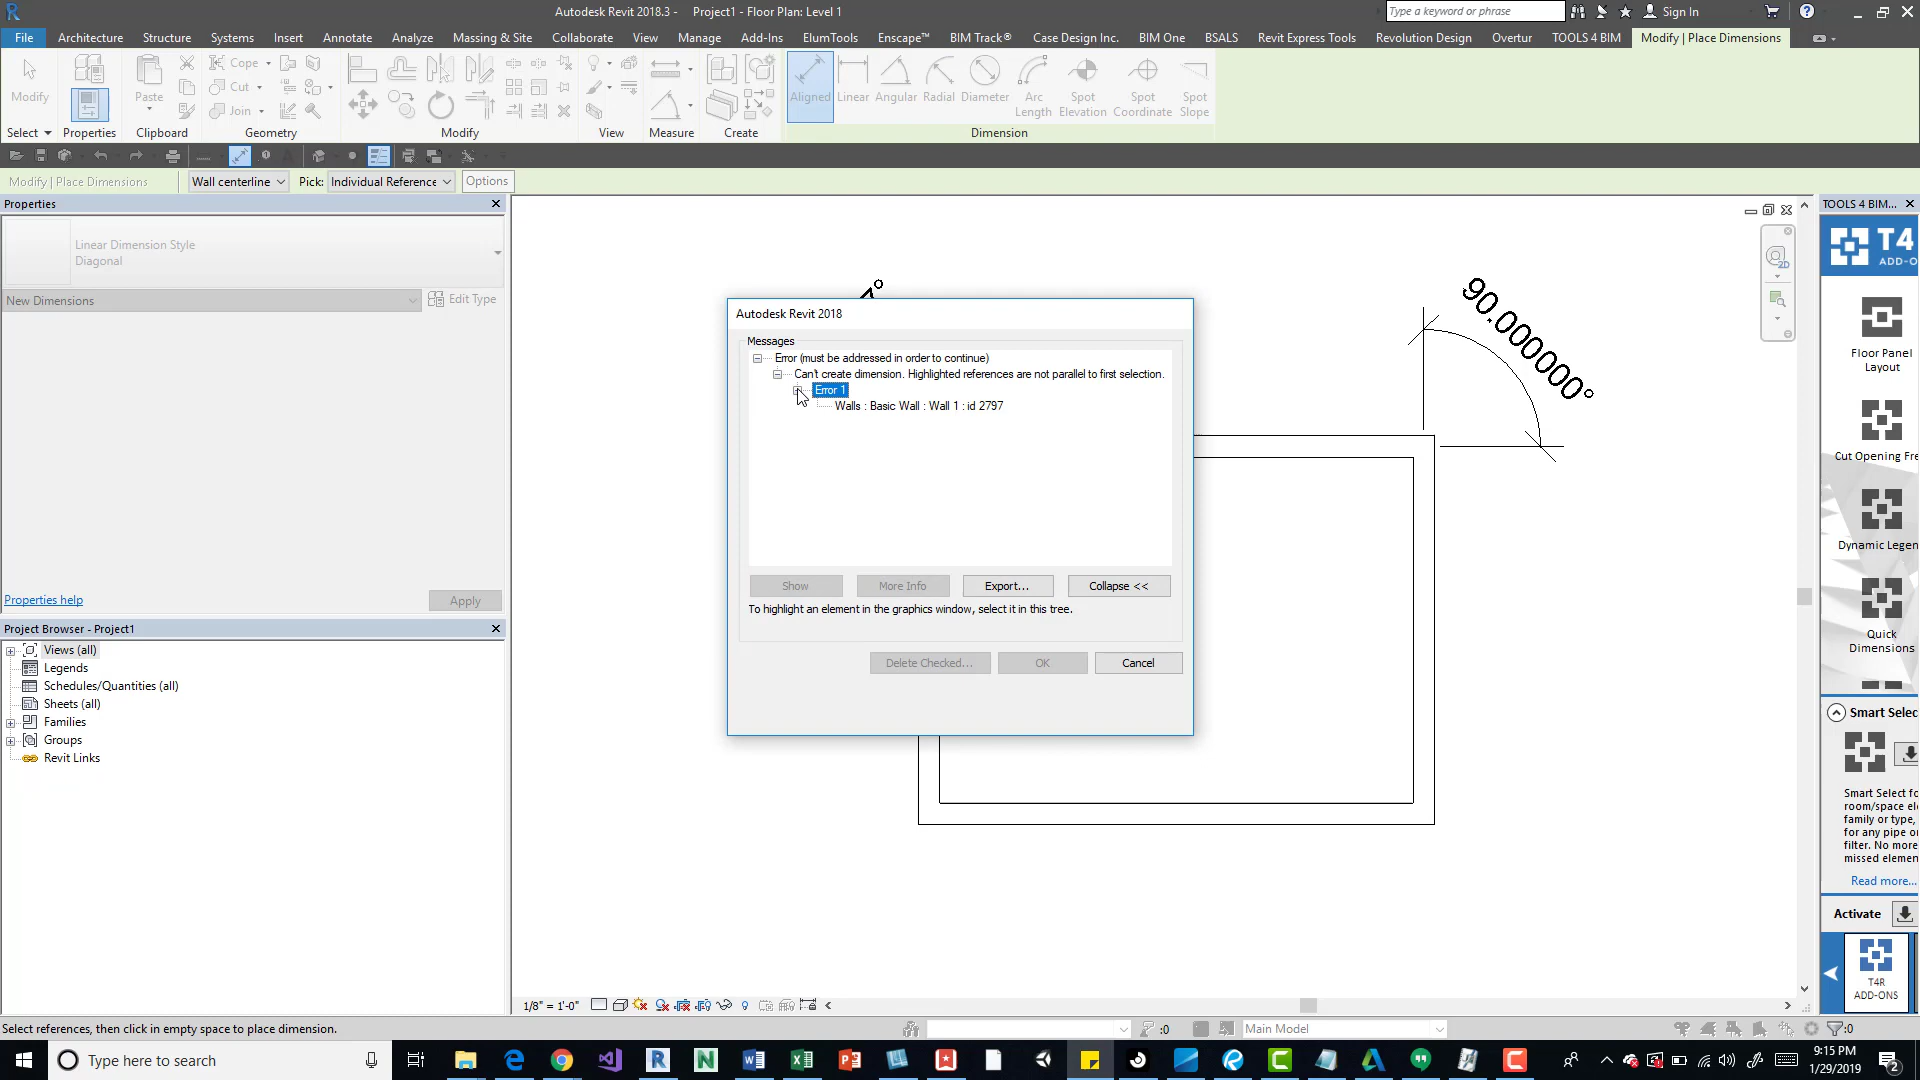 Autodesk Revit 2018.3 -     Project1 - Floor Plan: Level 1
Type a keyword or phrase
Sign In
File Architecture Structure Systems Insert Annotate Analyze Massing & Site Collaborate View Manage Add-Ins ElumTools Enscape™ BIM Track® Case Design Inc. BIM One BSALS Revit Express Tools Revolution Design Overtur TOOLS 4 BIM Modify | Place Dimensions
Modify
Paste
Cope
Cut
Join
Aligned Linear Angular Radial Diameter Arc Length Spot Elevation Spot Coordinate Spot Slope
Select Properties Clipboard Geometry Modify View Measure Create Dimension
Modify | Place Dimensions Wall centerline Pick: Individual Reference Options
Properties
Linear Dimension Style
Diagonal
New Dimensions Edit Type
Properties help Apply
Project Browser - Project1
Views (all)
Legends
Schedules/Quantities (all)
Sheets (all)
Families
Groups
Revit Links
2D
90.000000°
Autodesk Revit 2018
Messages
Error (must be addressed in order to continue)
Can't create dimension. Highlighted references are not parallel to first selection.
Error 1
Walls : Basic Wall : Wall 1 : id 2797
Show More Info Export... Collapse <<
To highlight an element in the graphics window, select it in this tree.
Delete Checked... OK Cancel
TOOLS 4 BIM...
T4
ADD-O
Floor Panel
Layout
Cut Opening Fre
Dynamic Legen
Quick
Dimensions
Smart Selec
Smart Select fo
room/space el
family or type,
for any pipe o
filter. No more
missed elemen
Read more...
Activate
T4R
ADD-ONS
1/8" = 1'-0"
Select references, then click in empty space to place dimension.
:0
Main Model
:0
Type here to search
9:15 PM
1/29/2019
2